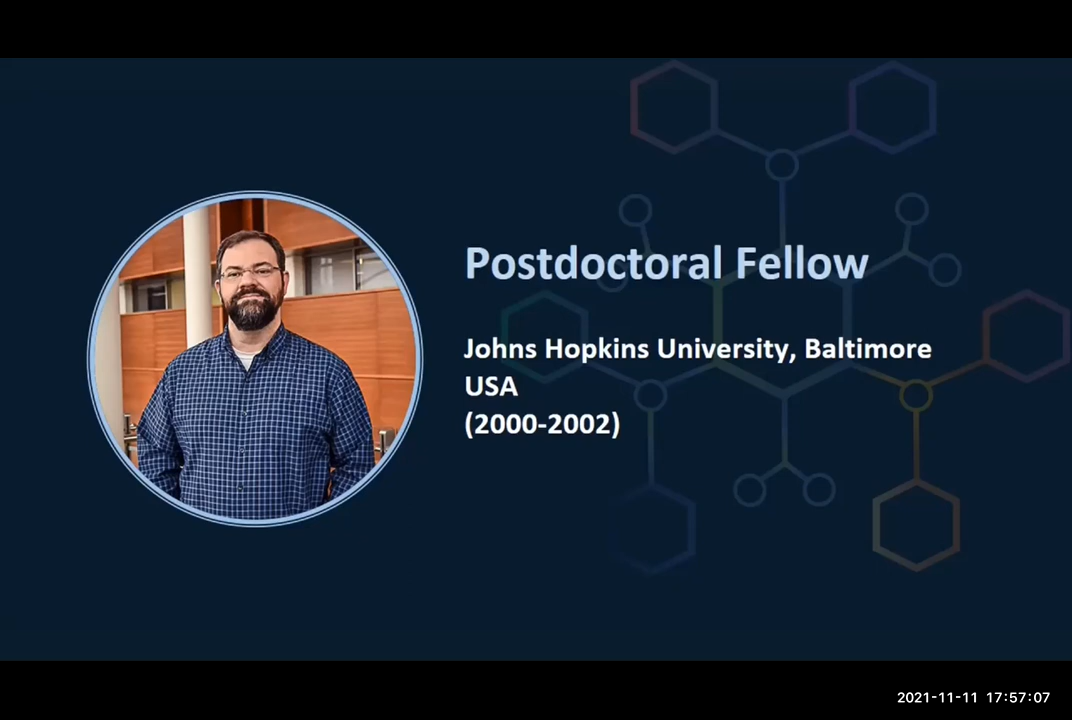 Postdoctoral Fellow
Johns Hopkins University, Baltimore
USA
(2000-2002)
2021-11-11 17:57:07